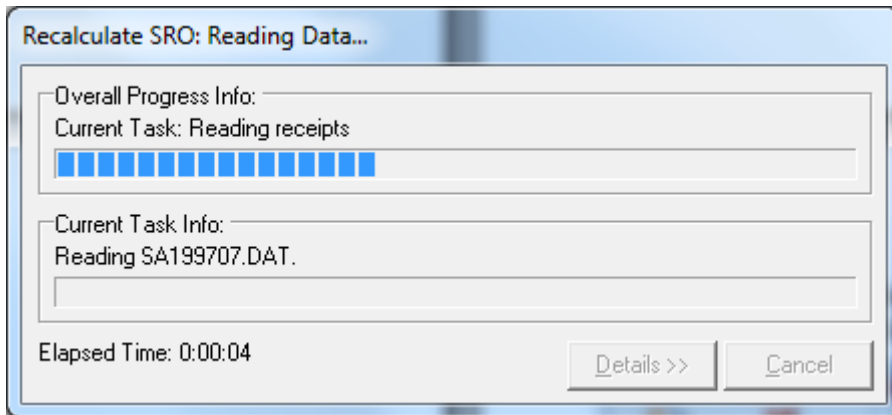 Recalculate SRO: Reading Data...
Overall Progress Info:
Current Task: Reading receipts
Current Task Info:
Reading SA199707.DAT.
Elapsed Time: 0:00:04
Details >>
Cancel